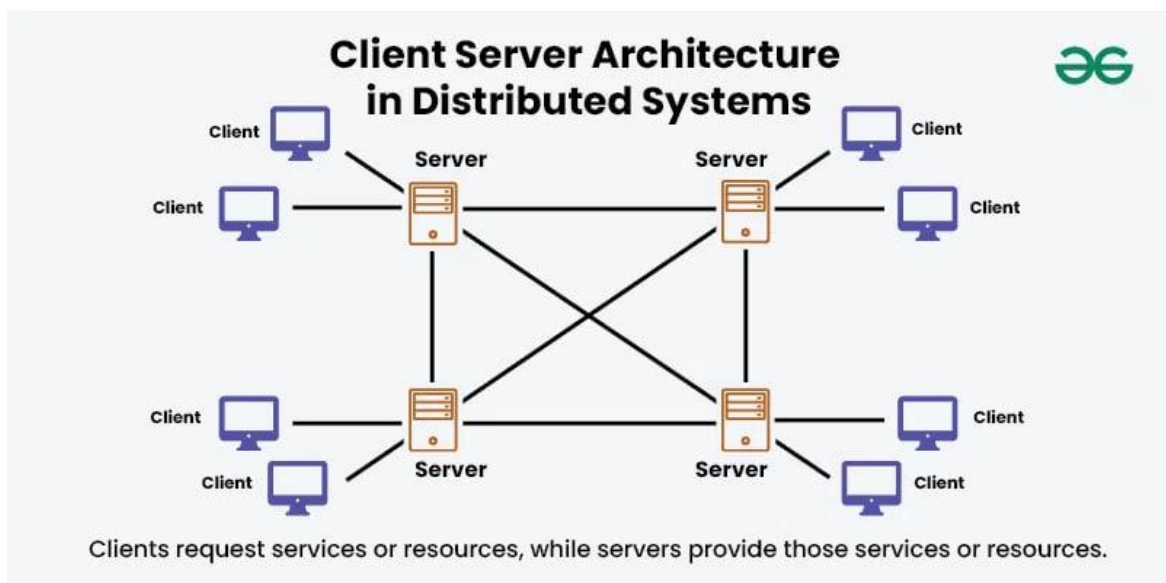 Client Server Architecture
in Distributed Systems
Client
Client
Server
Server
Client
Client
Client
Client
Server
Server
Client
Client
Clients request services or resources, while servers provide those services or resources.